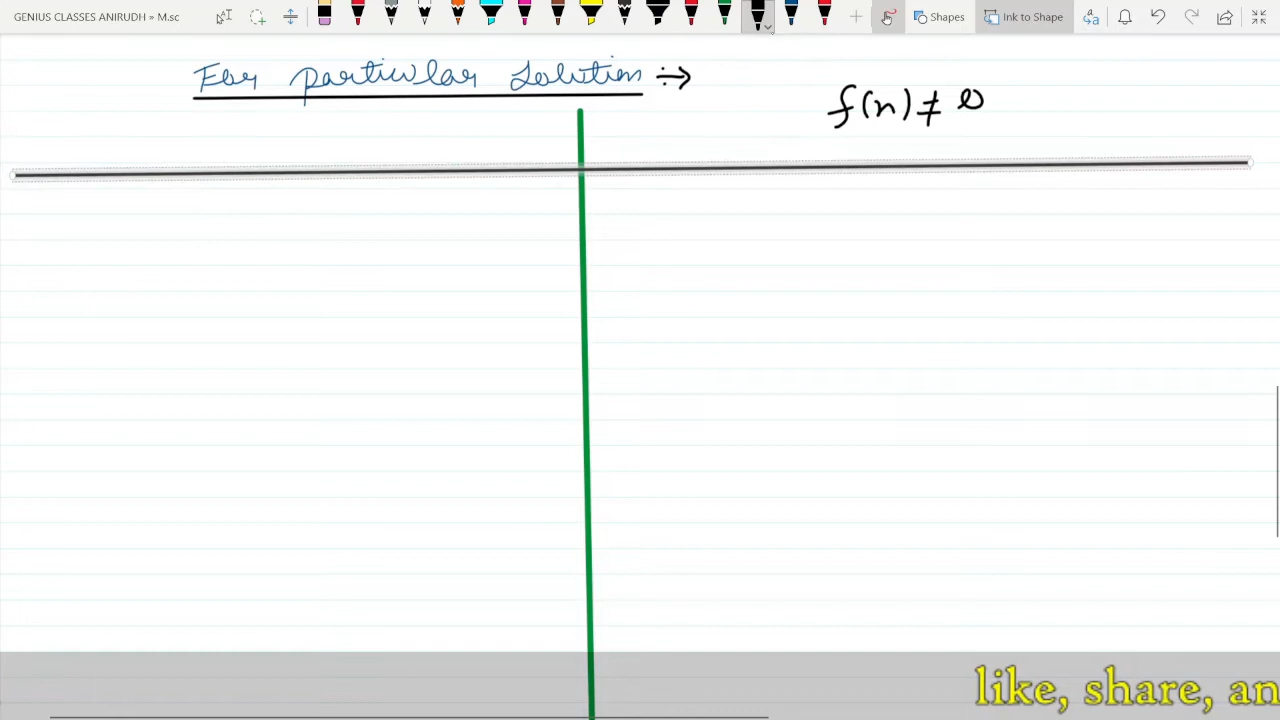 GENIUS CLASSES ANIRUDH - M.sc
Shapes
Ink to Shape
For particular Solution ÷→
f(n) ≠ 0
like, share, an